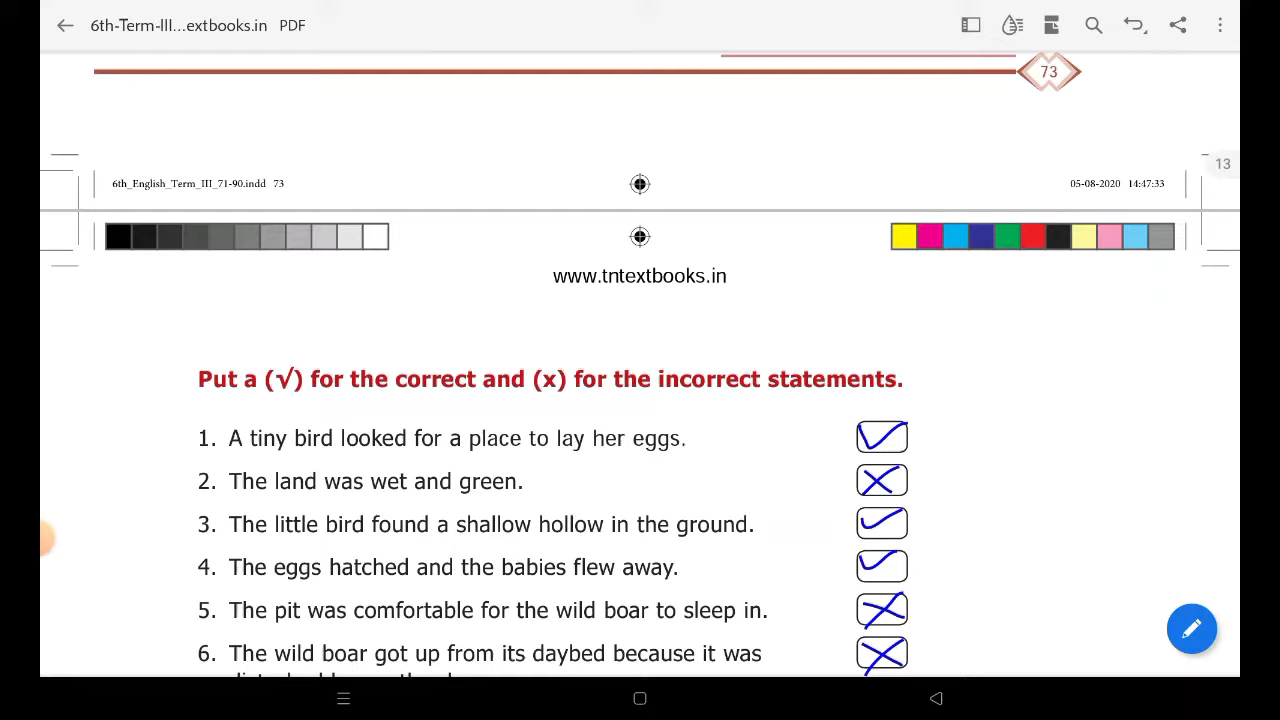 6th-Term-III...extbooks.in PDF
73
13
6th_English_Term_III_71-90.indd 73
05-08-2020 14:47:33
www.tntextbooks.in
Put a (√) for the correct and (x) for the incorrect statements.
1. A tiny bird looked for a place to lay her eggs. ✓
2. The land was wet and green. ✗
3. The little bird found a shallow hollow in the ground. ✓
4. The eggs hatched and the babies flew away. ✓
5. The pit was comfortable for the wild boar to sleep in. ✗
6. The wild boar got up from its daybed because it was ✗